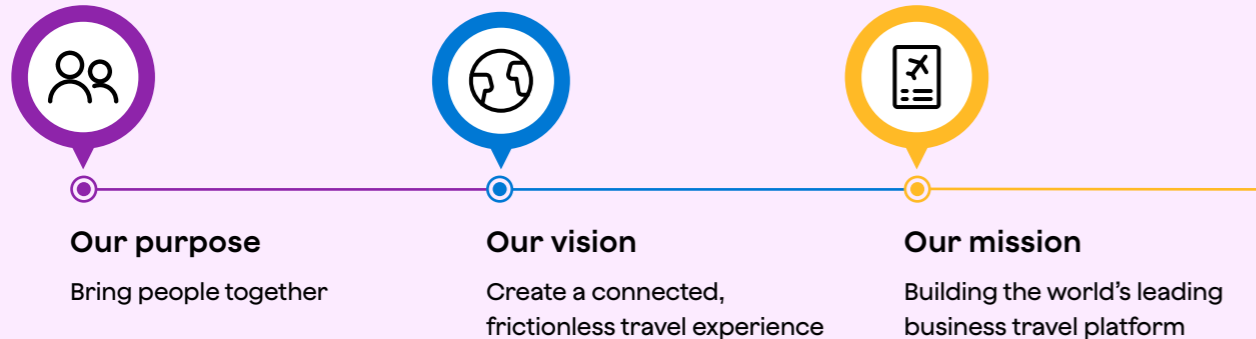 Our purpose
Bring people together
Our vision
Create a connected,
frictionless travel experience
Our mission
Building the world’s leading
business travel platform